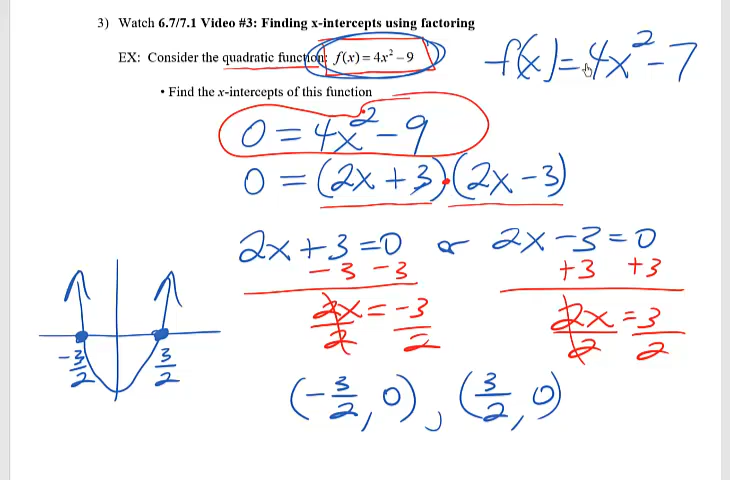 3) Watch 6.7/7.1 Video #3: Finding x-intercepts using factoring
EX: Consider the quadratic function: f(x) = 4x² – 9
f(x) = 4x² – 7
• Find the x-intercepts of this function
0 = 4x² – 9
0 = (2x + 3)·(2x – 3)
2x + 3 = 0 or 2x – 3 = 0
– 3 – 3 +3 +3
2x/2 = –3/2 2x/2 = 3/2
–3/2 3/2
(–3/2, 0), (3/2, 0)